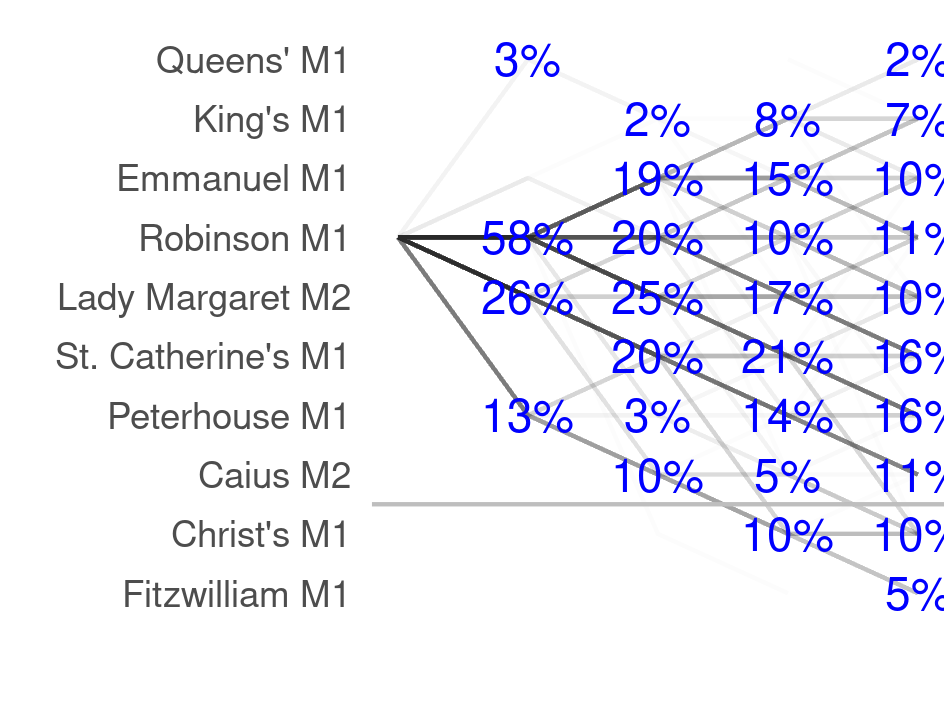 Queens' M1 3% 2%
King's M1 2% 8% 7%
Emmanuel M1 19% 15% 10%
Robinson M1 58% 20% 10% 11%
Lady Margaret M2 26% 25% 17% 10%
St. Catherine's M1 20% 21% 16%
Peterhouse M1 13% 3% 14% 16%
Caius M2 10% 5% 11%
Christ's M1 10% 10%
Fitzwilliam M1 5%